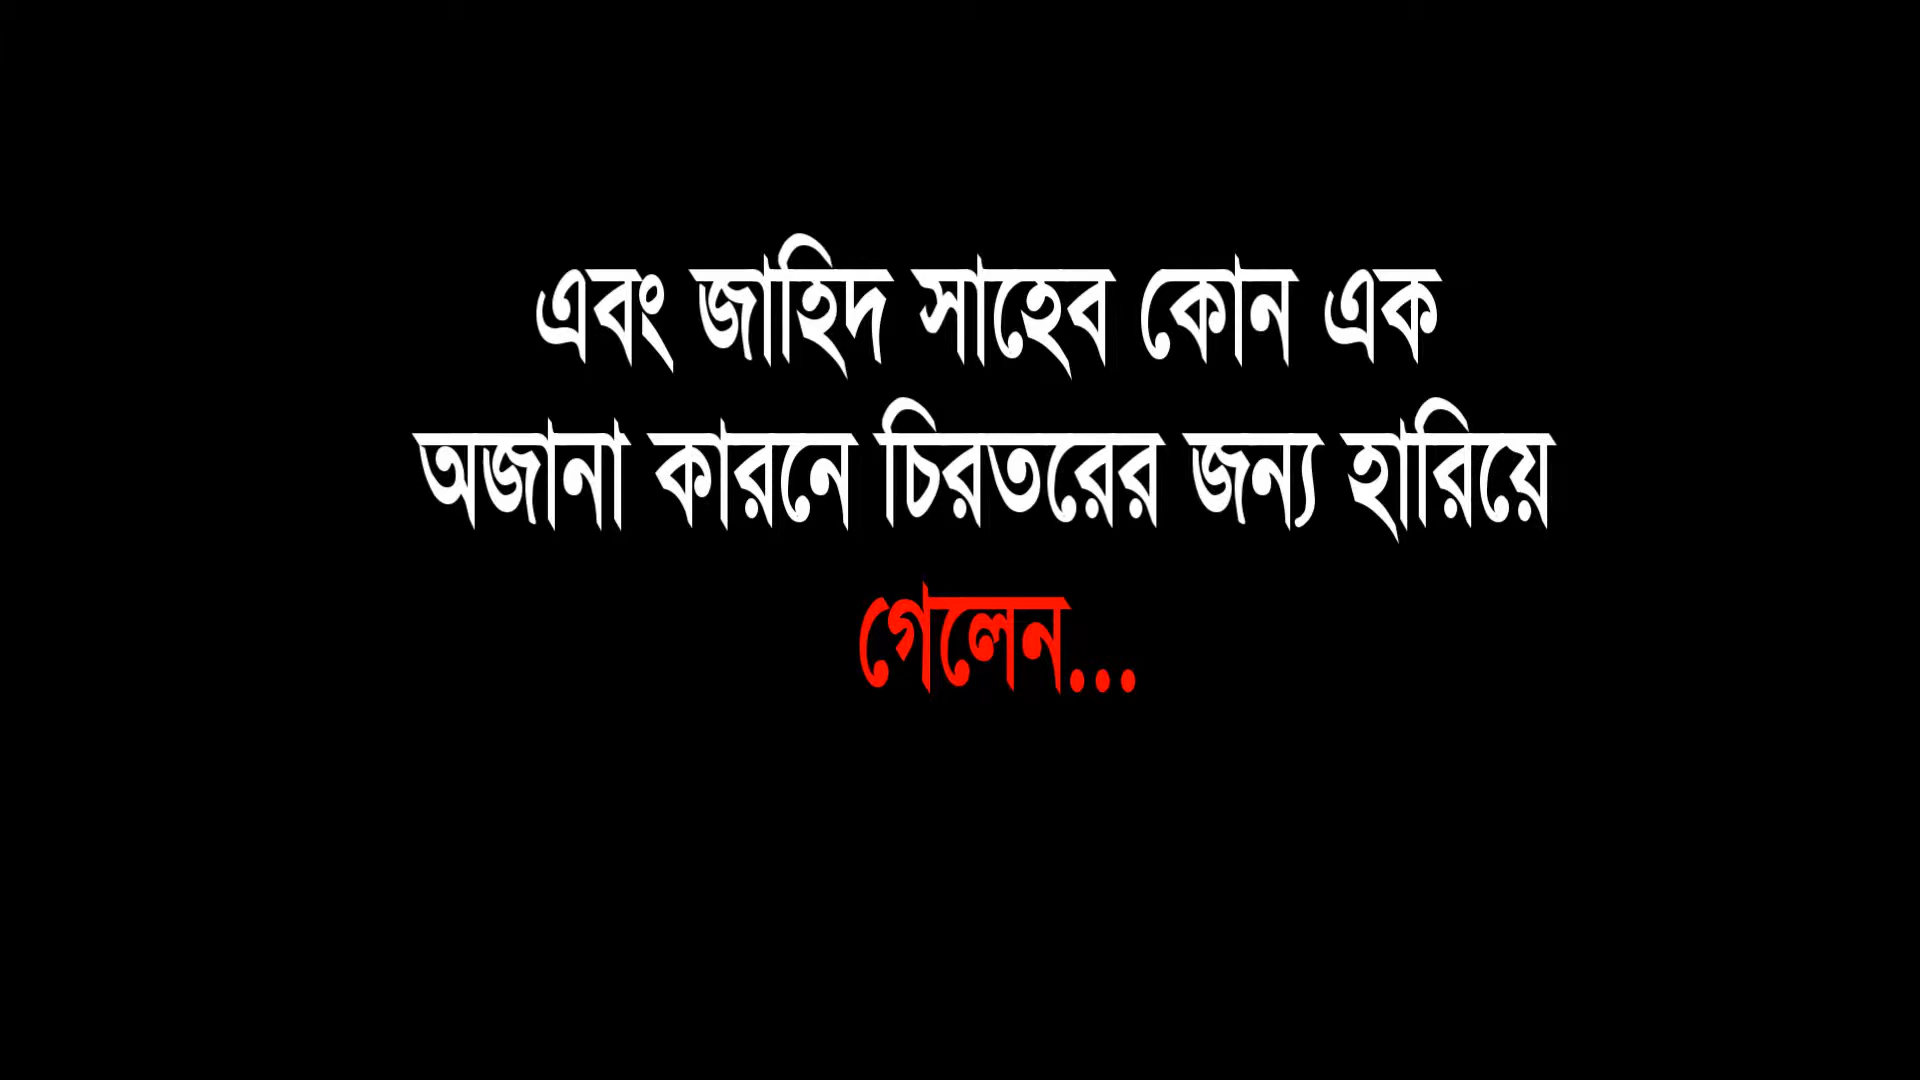 এবং জাহিদ সাহেব কোন এক
অজানা কারনে চিরতরের জন্য হারিয়ে
গেলেন...